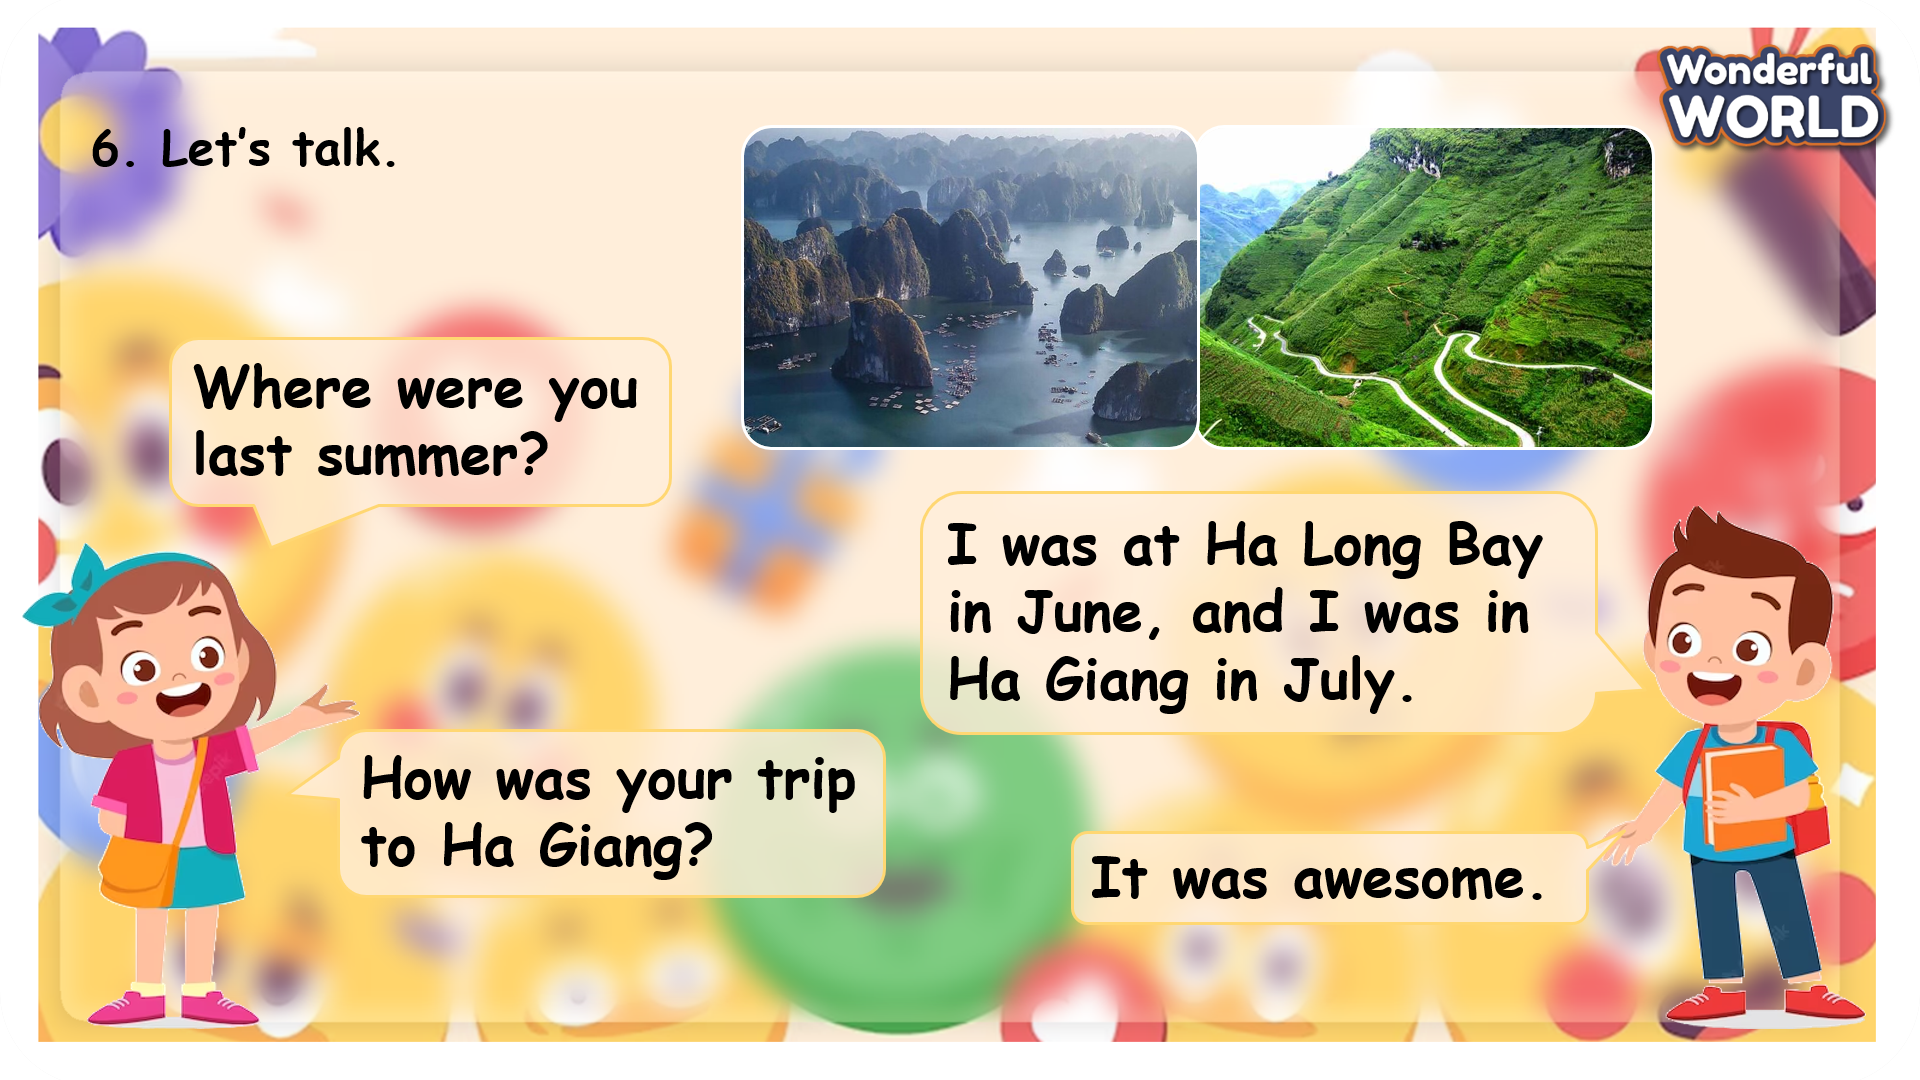 Wonderful
WORLD
6. Let's talk.
Where were you
last summer?
I was at Ha Long Bay
in June, and I was in
Ha Giang in July.
How was your trip
to Ha Giang?
It was awesome.